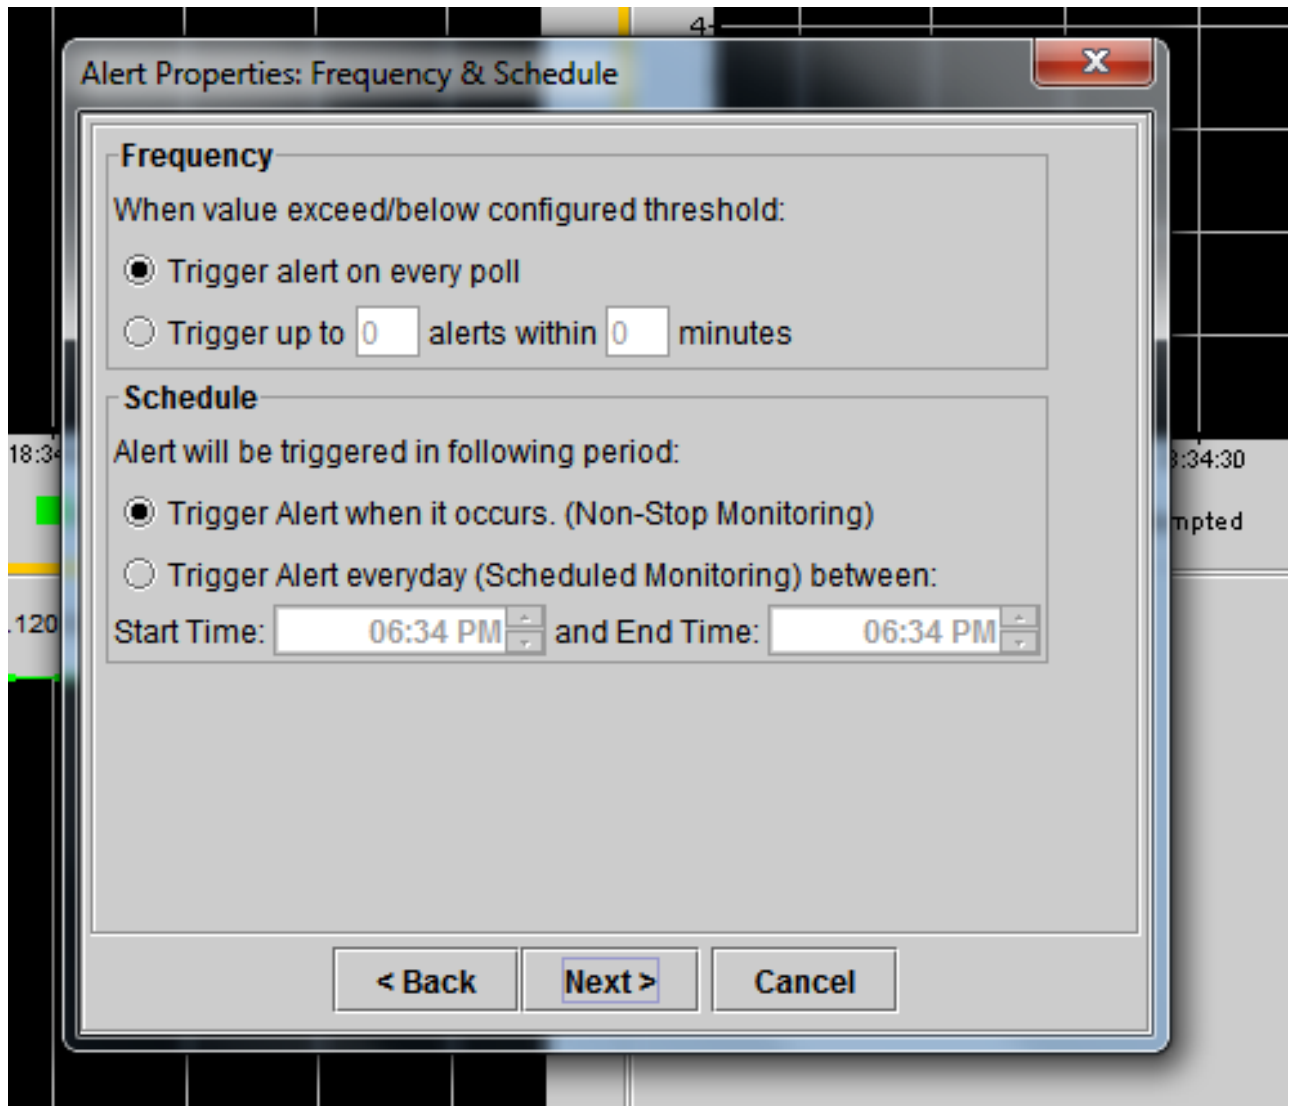 4
Alert Properties: Frequency & Schedule
x
Frequency
When value exceed/below configured threshold:
Trigger alert on every poll
Trigger up to 0 alerts within 0 minutes
Schedule
Alert will be triggered in following period:
18:34
:34:30
Trigger Alert when it occurs. (Non-Stop Monitoring)
mpted
Trigger Alert everyday (Scheduled Monitoring) between:
.120
Start Time: 06:34 PM and End Time: 06:34 PM
< Back Next > Cancel